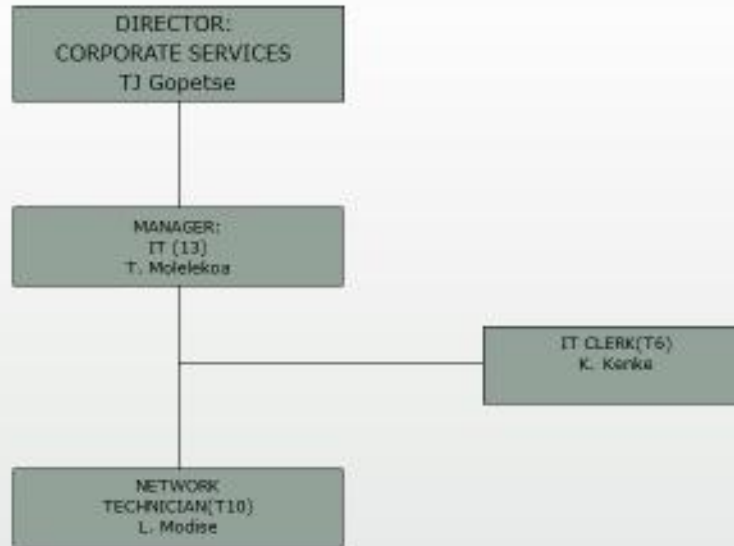 DIRECTOR:
CORPORATE SERVICES
TJ Gopetse
MANAGER:
IT (13)
T. Molelekoa
IT CLERK(T6)
K. Kenke
NETWORK
TECHNICIAN(T10)
L. Modise